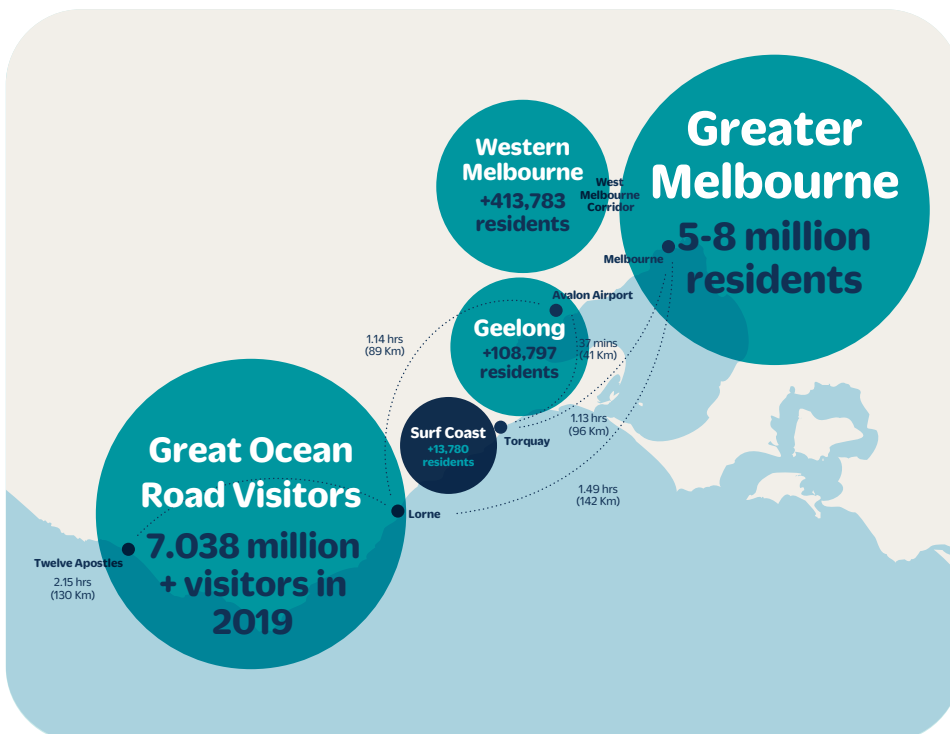 Greater
Melbourne
5-8 million
residents
Western
Melbourne
+413,783
residents
West
Melbourne
Corridor
Melbourne
Avalon Airport
Geelong
+108,797
residents
37 mins
(41 Km)
1.14 hrs
(89 Km)
Surf Coast
+13,780
residents
Torquay
1.13 hrs
(96 Km)
1.49 hrs
(142 Km)
Great Ocean
Road Visitors
7.038 million
+ visitors in
2019
Lorne
Twelve Apostles
2.15 hrs
(130 Km)